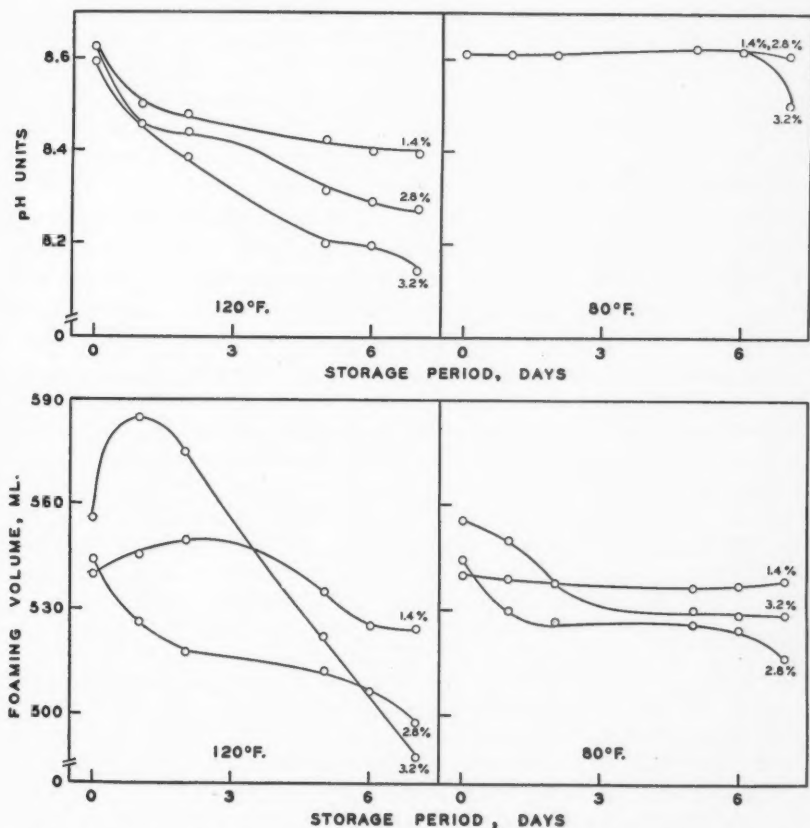 8.6
8.4
8.2
0
pH UNITS
1.4%
2.8%
3.2%
120°F.
1.4%, 2.8%
3.2%
80°F.
0 3 6 0 3 6
STORAGE PERIOD, DAYS
590
560
530
500
0
FOAMING VOLUME, ML.
1.4%
2.8%
3.2%
120°F.
1.4%
3.2%
2.8%
80°F.
0 3 6 0 3 6
STORAGE PERIOD, DAYS